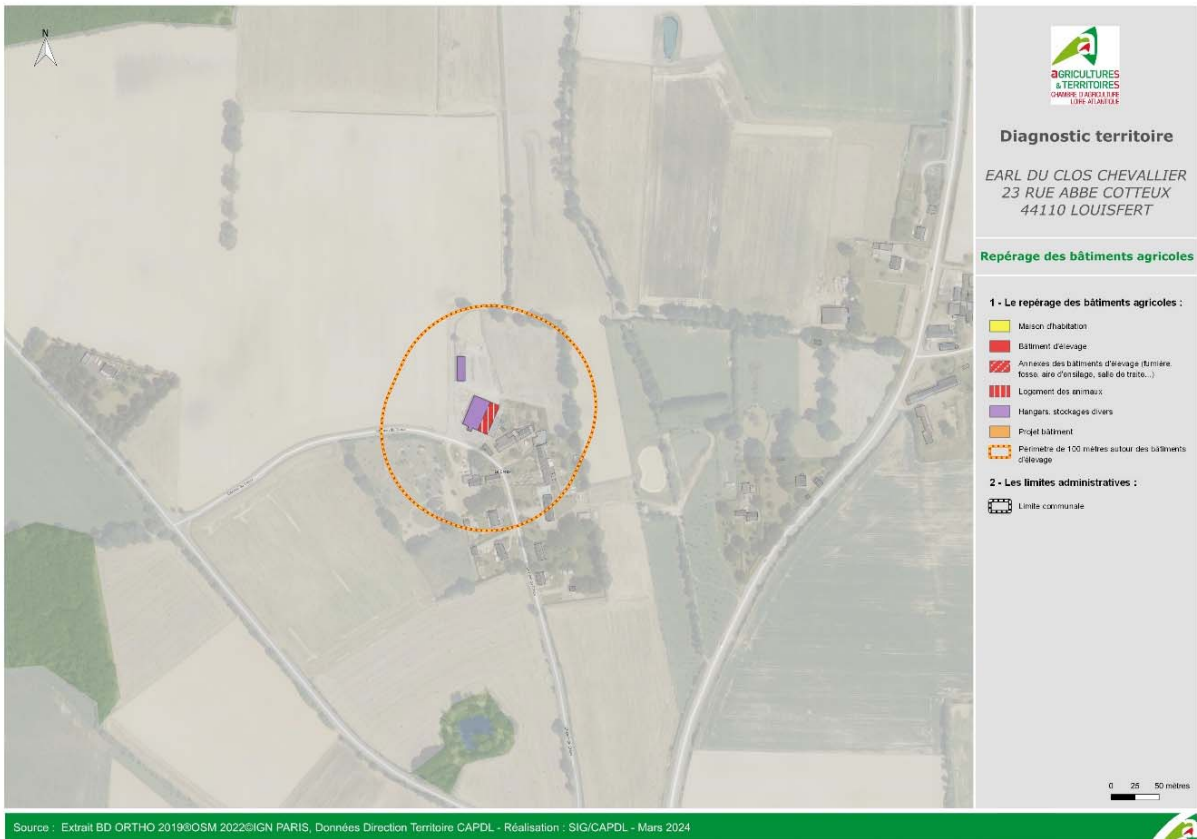 N
aGRICULTURES
& TERRITOIRES
CHAMBRE D'AGRICULTURE
LOIRE-ATLANTIQUE
Diagnostic territoire
EARL DU CLOS CHEVALLIER
23 RUE ABBE COTTEUX
44110 LOUISFERT
Repérage des bâtiments agricoles
1 - Le repérage des bâtiments agricoles :
Maison d'habitation
Bâtiment d'élevage
Annexes des bâtiments d'élevage (fumière,
fosse, aire d'ensilage, salle de traite...)
Logement des animaux
Hangars, stockages divers
Projet bâtiment
Périmètre de 100 mètres autour des bâtiments
d'élevage
2 - Les limites administratives :
Limite communale
0 25 50 mètres
Source : Extrait BD ORTHO 2019®OSM 2022©IGN PARIS, Données Direction Territoire CAPDL - Réalisation : SIG/CAPDL - Mars 2024